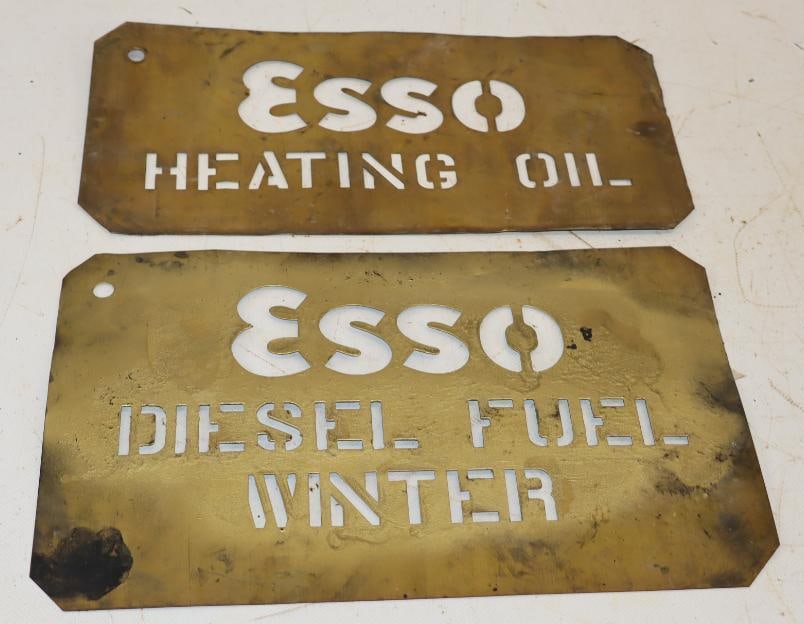 Esso
HEATING OIL
Esso
DIESEL FUEL
WINTER